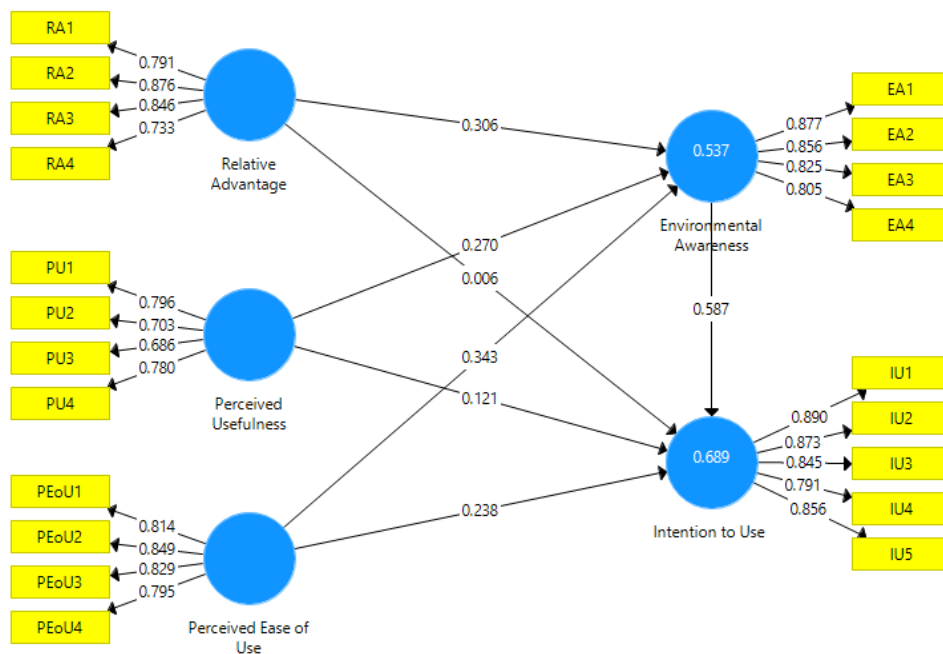 RA1
RA2
RA3
RA4
0.791
0.876
0.846
0.733
Relative
Advantage
PU1
PU2
PU3
PU4
0.796
0.703
0.686
0.780
Perceived
Usefulness
PEoU1
PEoU2
PEoU3
PEoU4
0.814
0.849
0.829
0.795
Perceived Ease of
Use
0.306
0.270
0.006
0.343
0.121
0.238
0.537
Environmental
Awareness
0.587
0.689
Intention to Use
0.877
0.856
0.825
0.805
EA1
EA2
EA3
EA4
0.890
0.873
0.845
0.791
0.856
IU1
IU2
IU3
IU4
IU5